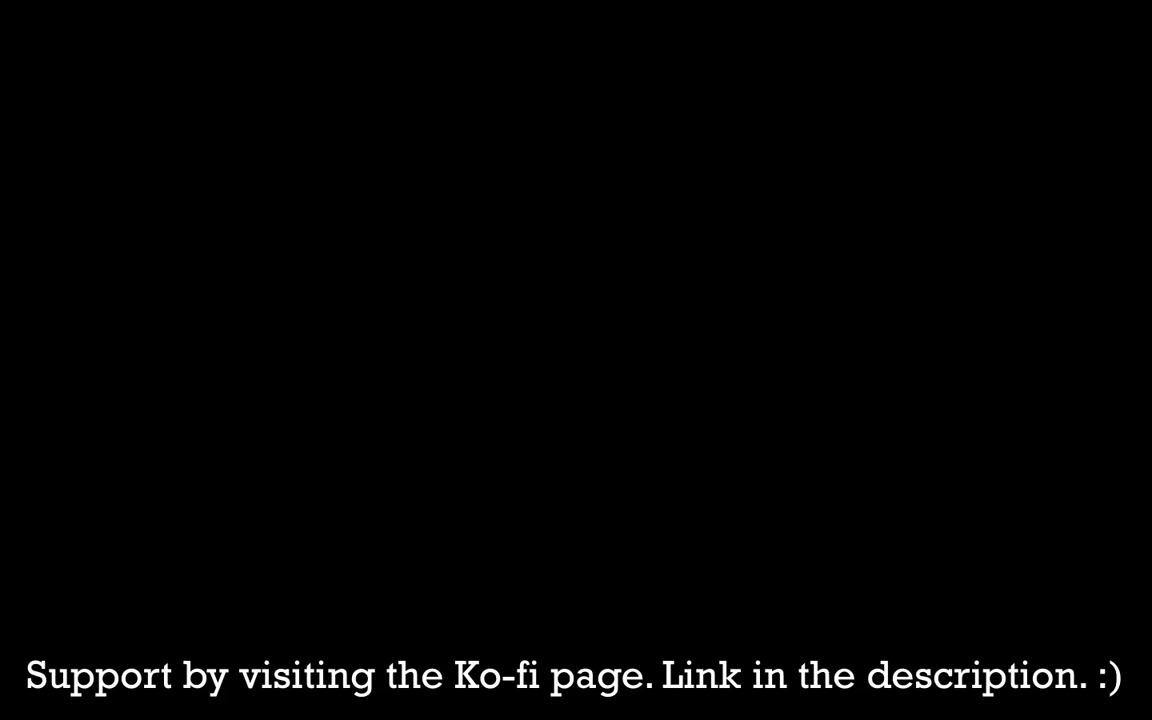 Support by visiting the Ko-fi page. Link in the description. :)